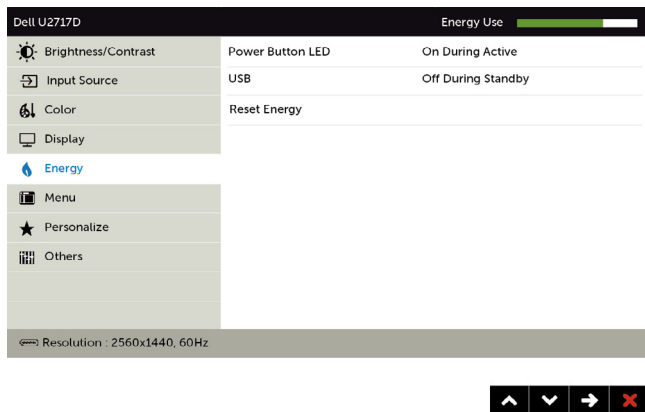 Dell U2717D Energy Use
Brightness/Contrast Power Button LED On During Active
Input Source USB Off During Standby
Color Reset Energy
Display
Energy
Menu
Personalize
Others
Resolution : 2560x1440, 60Hz